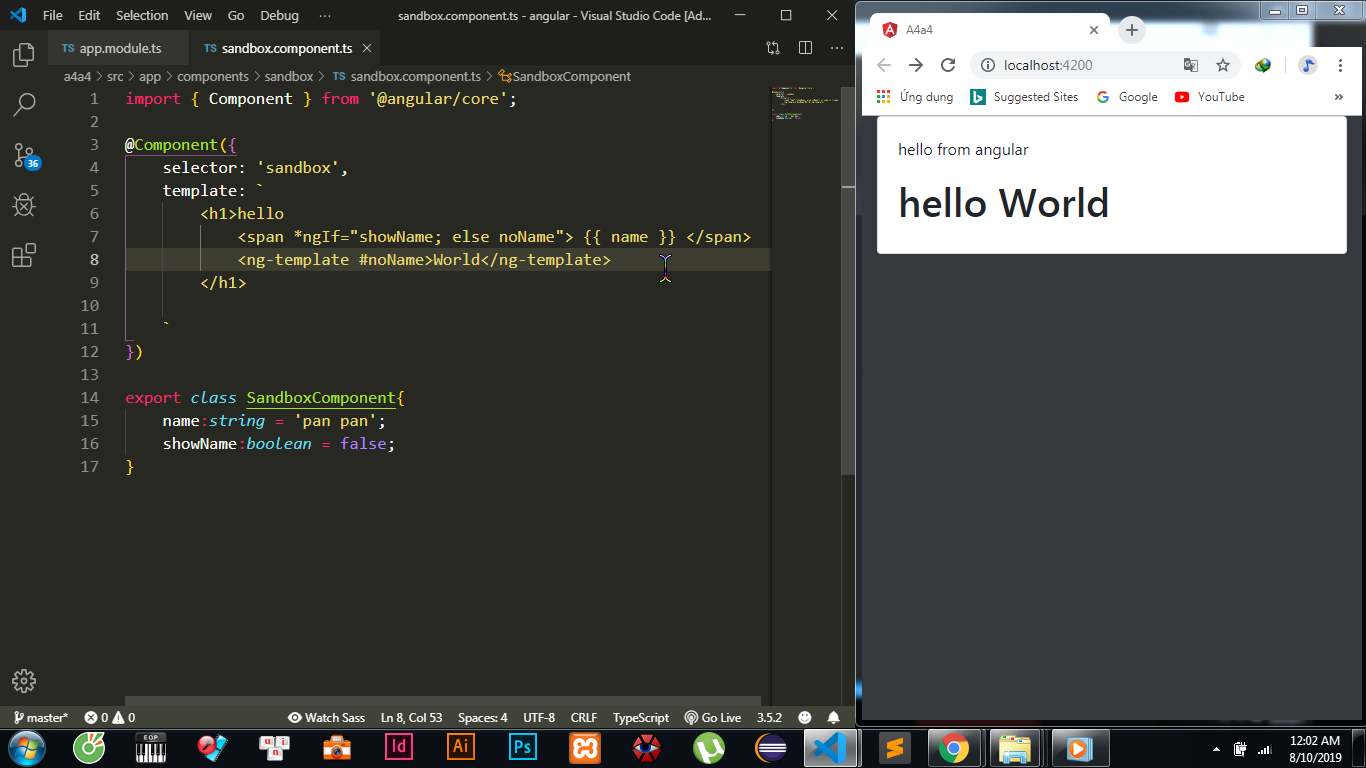 File Edit Selection View Go Debug ··· sandbox.component.ts - angular - Visual Studio Code [Ad...
TS app.module.ts TS sandbox.component.ts
a4a4 > src > app > components > sandbox > TS sandbox.component.ts > SandboxComponent
1 import { Component } from '@angular/core';
2
3 @Component({
4 selector: 'sandbox',
5 template: `
6 <h1>hello
7 <span *ngIf="showName; else noName"> {{ name }} </span>
8 <ng-template #noName>World</ng-template>
9 </h1>
10
11 `
12 })
13
14 export class SandboxComponent{
15 name:string = 'pan pan';
16 showName:boolean = false;
17 }
36
master* 0 0 Watch Sass Ln 8, Col 53 Spaces: 4 UTF-8 CRLF TypeScript Go Live 3.5.2
A4a4
localhost:4200
Ứng dụng Suggested Sites Google YouTube »
hello from angular
hello World
EOP
u n i
Id Ai Ps
12:02 AM
8/10/2019